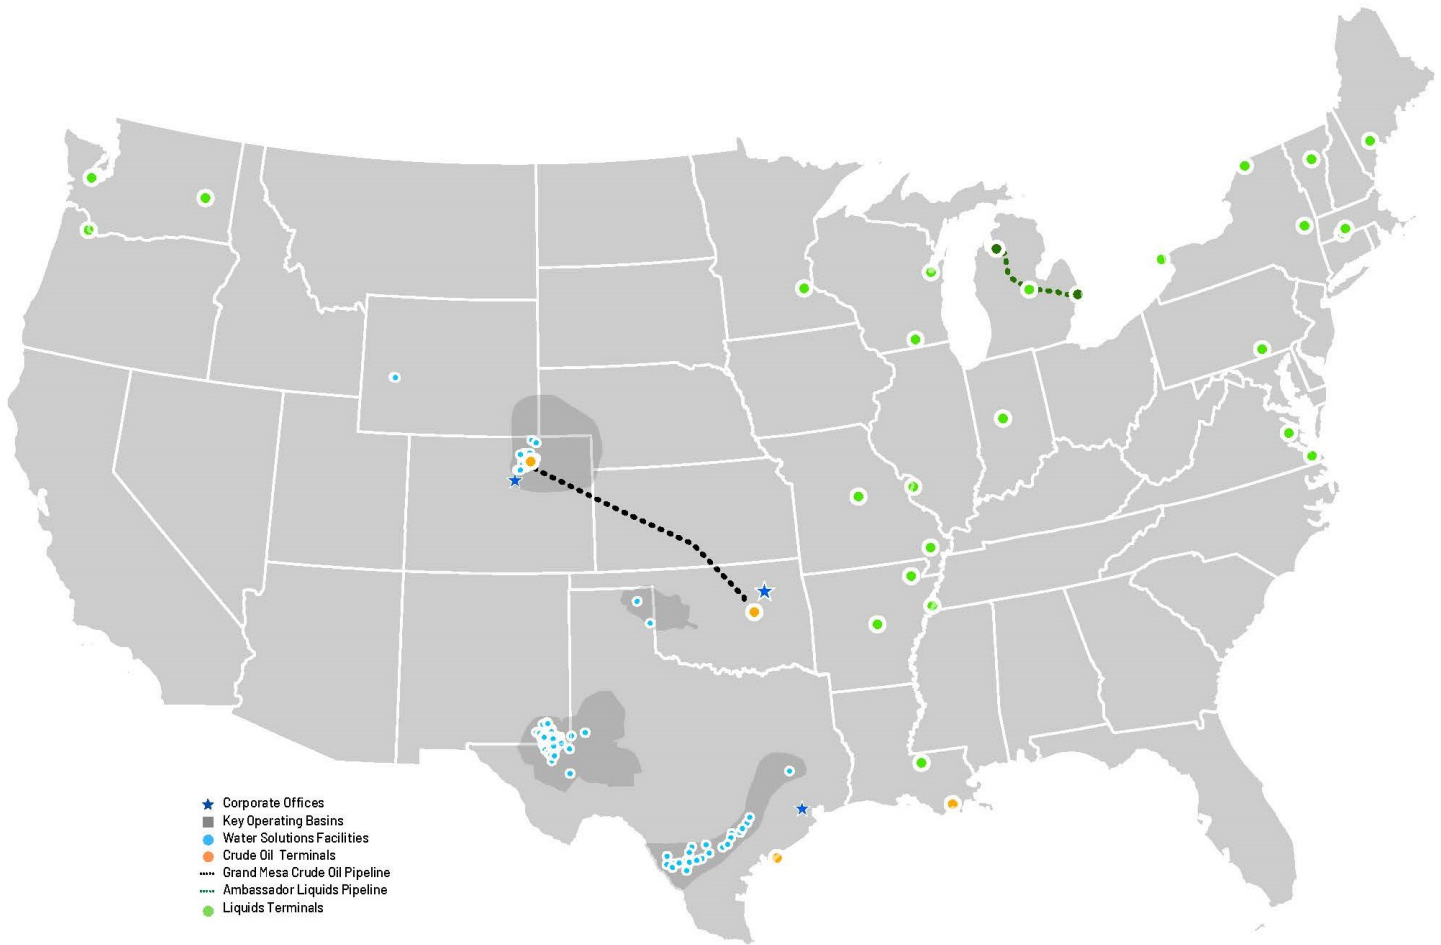 Corporate Offices
Key Operating Basins
Water Solutions Facilities
Crude Oil Terminals
Grand Mesa Crude Oil Pipeline
Ambassador Liquids Pipeline
Liquids Terminals